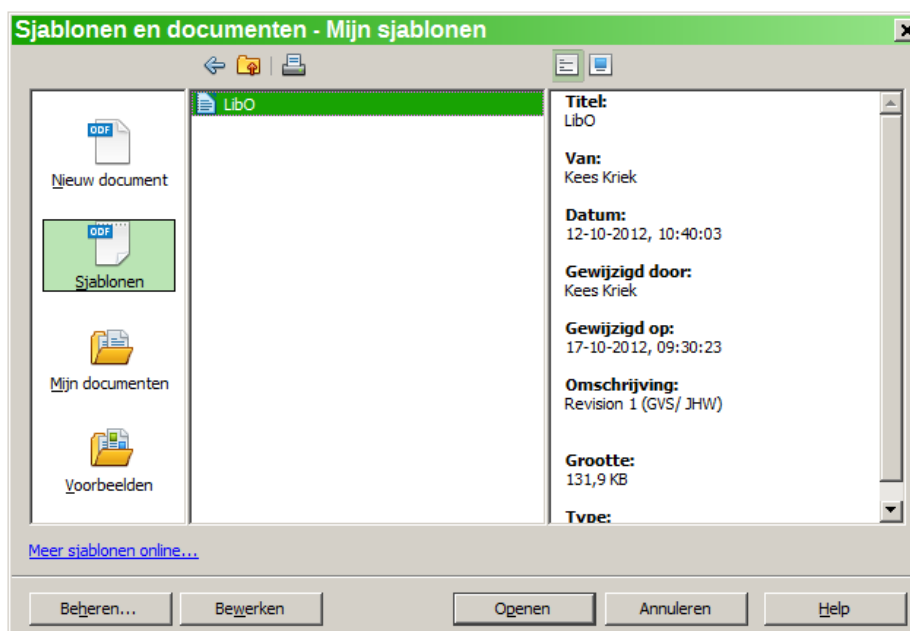 Sjablonen en documenten - Mijn sjablonen
ODF
Nieuw document
ODF
Sjablonen
Mijn documenten
Voorbeelden
LibO
Titel:
LibO
Van:
Kees Kriek
Datum:
12-10-2012, 10:40:03
Gewijzigd door:
Kees Kriek
Gewijzigd op:
17-10-2012, 09:30:23
Omschrijving:
Revision 1 (GVS/ JHW)
Grootte:
131,9 KB
Type:
Meer sjablonen online...
Beheren... Bewerken Openen Annuleren Help